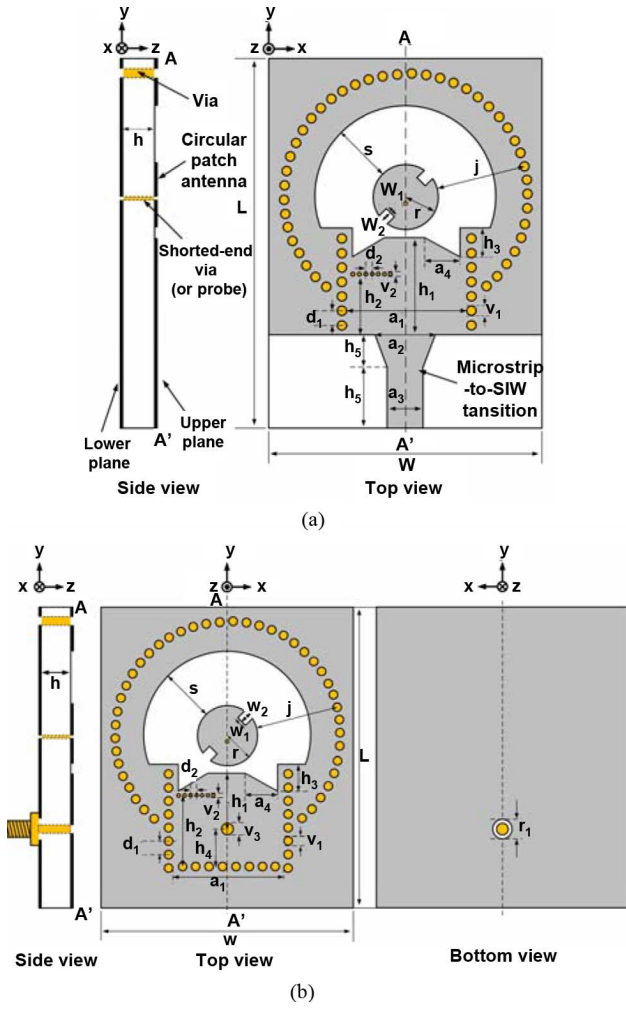 y
x
z
A
Via
h
Circular
patch
antenna
Shorted-end
via
(or probe)
Lower
plane
Upper
plane
A'
Side view
y
z
x
A
L
s
j
W1
r
W2
d2
v2
h2
h1
a4
h3
d1
a1
v1
a2
h5
h5
a3
Microstrip
-to-SIW
tansition
A'
W
Top view
(a)
y
x
z
A
h
A'
Side view
y
z
x
A
s
w2
j
w1
r
d2
v2
h1
a4
h3
h2
h4
v3
d1
v1
a1
L
A'
w
Top view
y
x
z
r1
Bottom view
(b)